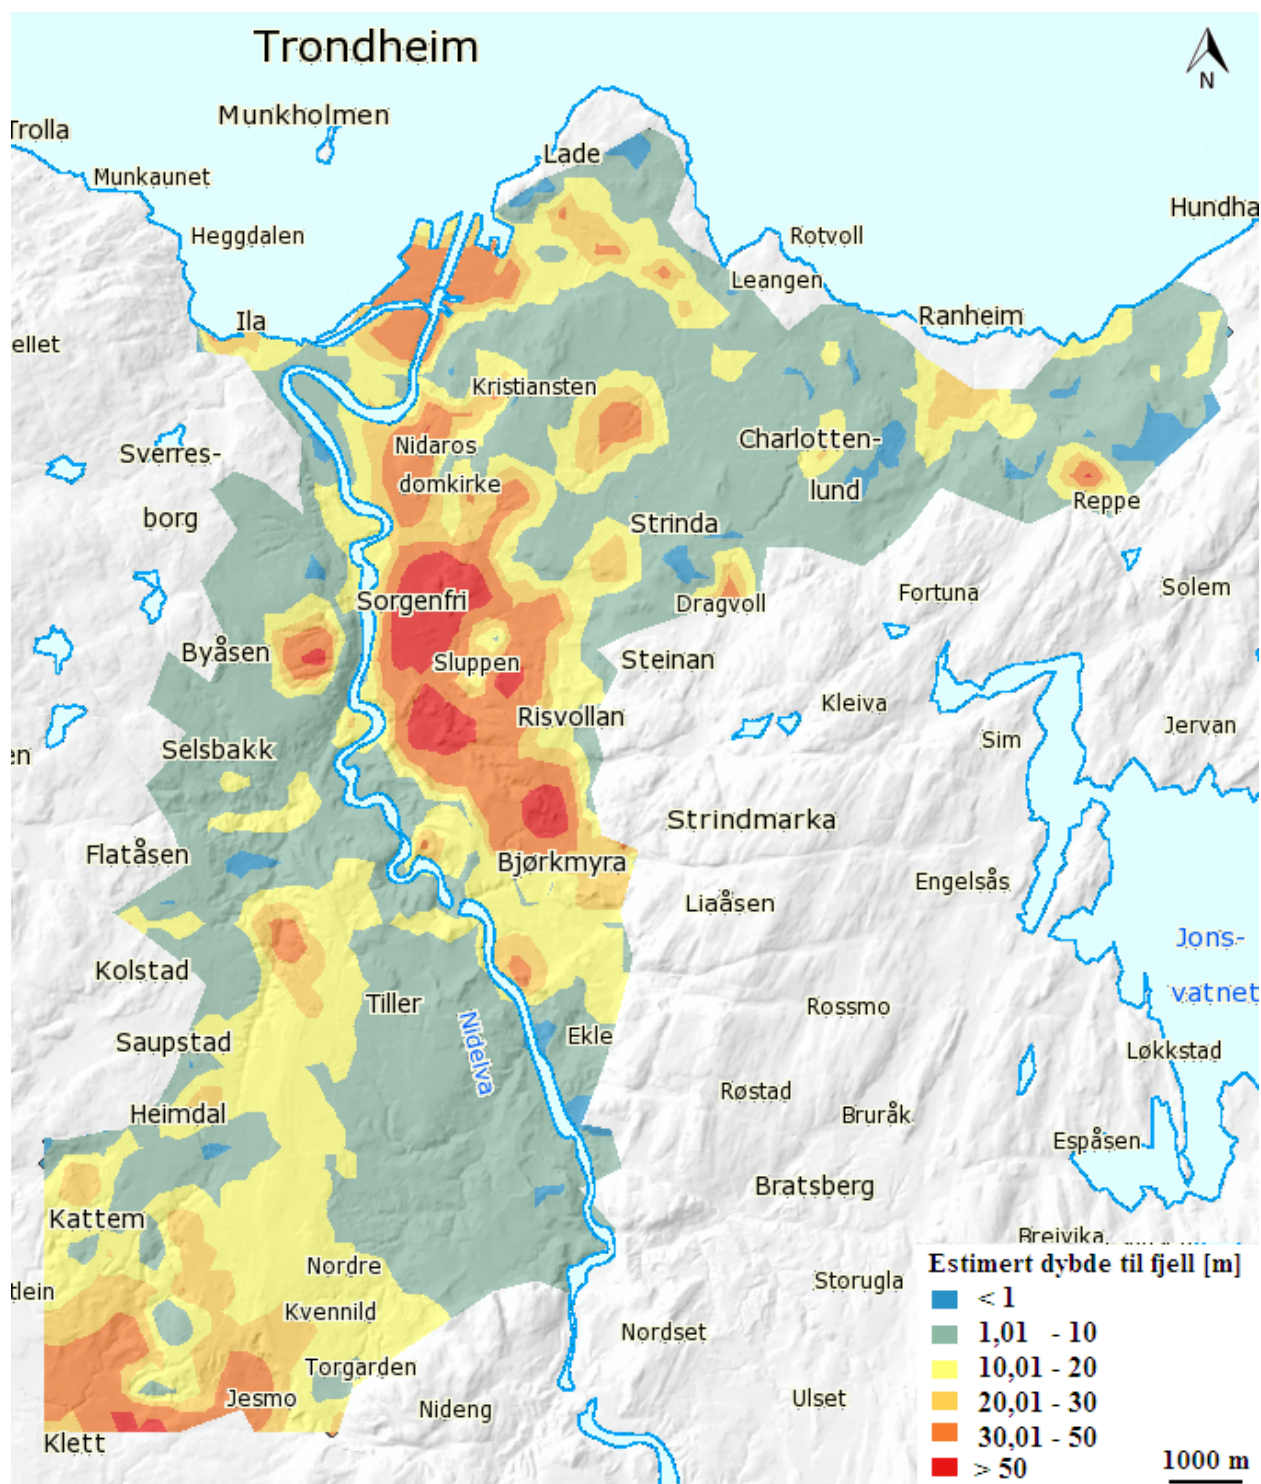 Trondheim
N
Munkholmen
Trolla
Lade
Munkaunet
Hundha
Heggdalen
Rotvoll
Leangen
Ila
Ranheim
ellet
Kristiansten
Nidaros
domkirke
Charlotten-
lund
Sverres-
borg
Reppe
Strinda
Solem
Fortuna
Dragvoll
Sorgenfri
Byåsen
Sluppen
Steinan
Kleiva
Risvollan
Jervan
Sim
Selsbakk
en
Strindmarka
Flatåsen
Bjørkmyra
Engelsås
Liaåsen
Jons-
vatnet
Kolstad
Tiller
Rossmo
Nidelva
Ekle
Saupstad
Løkkstad
Røstad
Bruråk
Heimdal
Espåsen
Bratsberg
Kattem
Breivika
Nordre
Kvennild
Storugla
tlein
Nordset
Torgarden
Jesmo
Nideng
Ulset
Klett
Estimert dybde til fjell [m]
< 1
1,01 - 10
10,01 - 20
20,01 - 30
30,01 - 50
> 50
1000 m